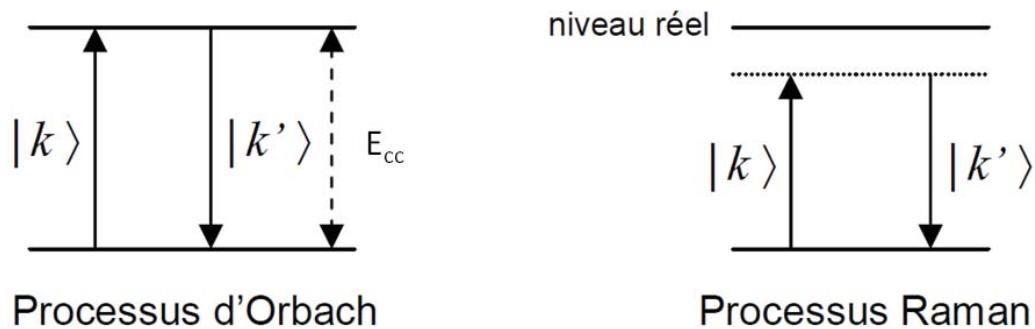 niveau réel
|k⟩
|k’⟩
E_cc
|k⟩
|k’⟩
Processus d’Orbach
Processus Raman